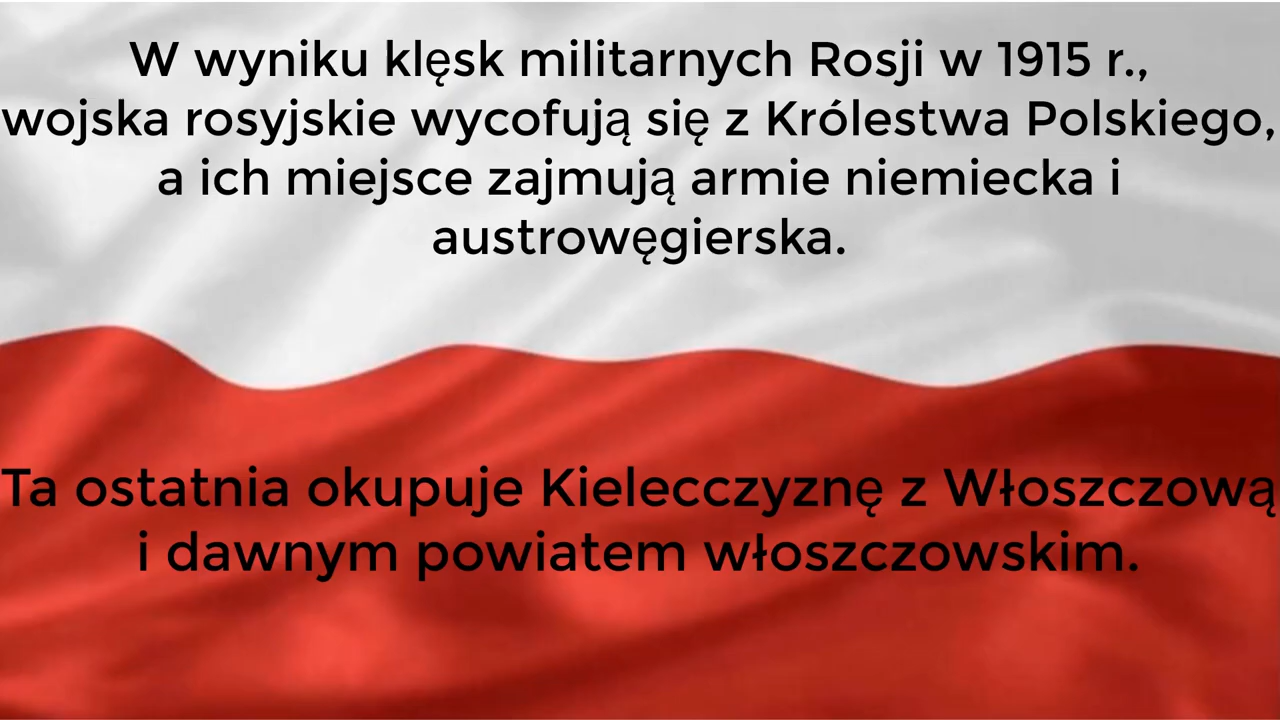 W wyniku klęsk militarnych Rosji w 1915 r.,
wojska rosyjskie wycofują się z Królestwa Polskiego,
a ich miejsce zajmują armie niemiecka i
austrowęgierska.
Ta ostatnia okupuje Kielecczyznę z Włoszczową
i dawnym powiatem włoszczowskim.